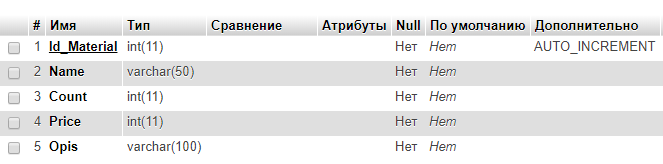 # Имя Тип Сравнение Атрибуты Null По умолчанию Дополнительно
1 Id_Material int(11) Нет Нет AUTO_INCREMENT
2 Name varchar(50) Нет Нет
3 Count int(11) Нет Нет
4 Price int(11) Нет Нет
5 Opis varchar(100) Нет Нет